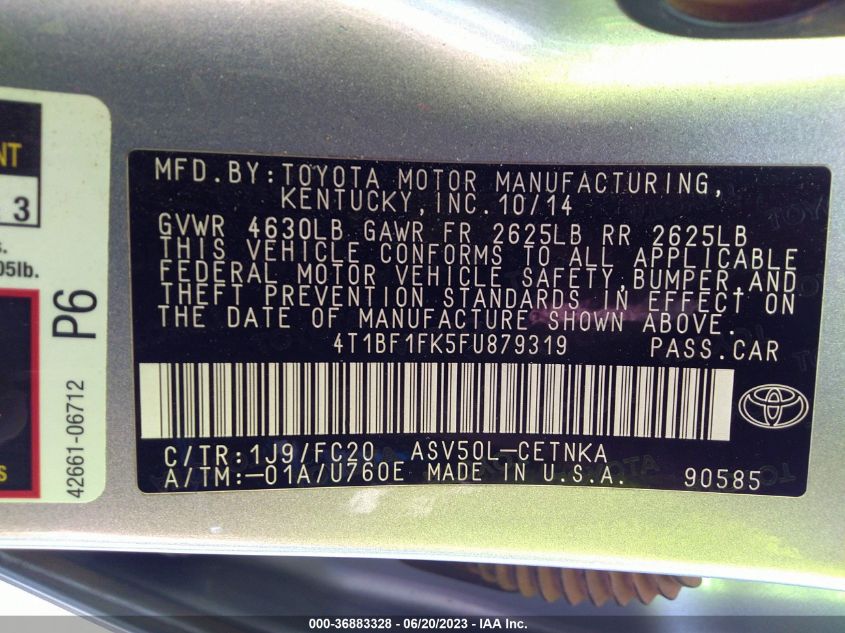 NT
3
s.
05lb.
P6
42661-06712
S
MFD.BY:TOYOTA MOTOR MANUFACTURING,
KENTUCKY,INC.10/14
GVWR 4630LB GAWR FR 2625LB RR 2625LB
THIS VEHICLE CONFORMS TO ALL APPLICABLE
FEDERAL MOTOR VEHICLE SAFETY,BUMPER,AND
THEFT PREVENTION STANDARDS IN EFFECT ON
THE DATE OF MANUFACTURE SHOWN ABOVE.
4T1BF1FK5FU879319 PASS.CAR
C/TR:1J9/FC20 ASV50L-CETNKA
A/TM:-01A/U760E MADE IN U.S.A. 90585
000-36883328 - 06/20/2023 - IAA Inc.